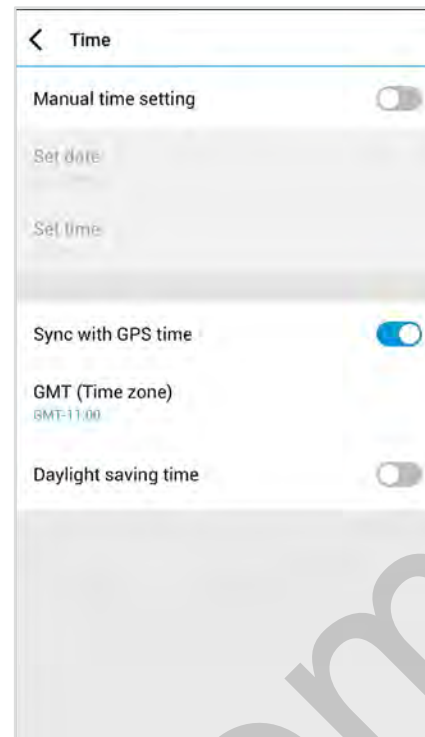 Time
Manual time setting
Set date
Set time
Sync with GPS time
GMT (Time zone)
GMT-11:00
Daylight saving time